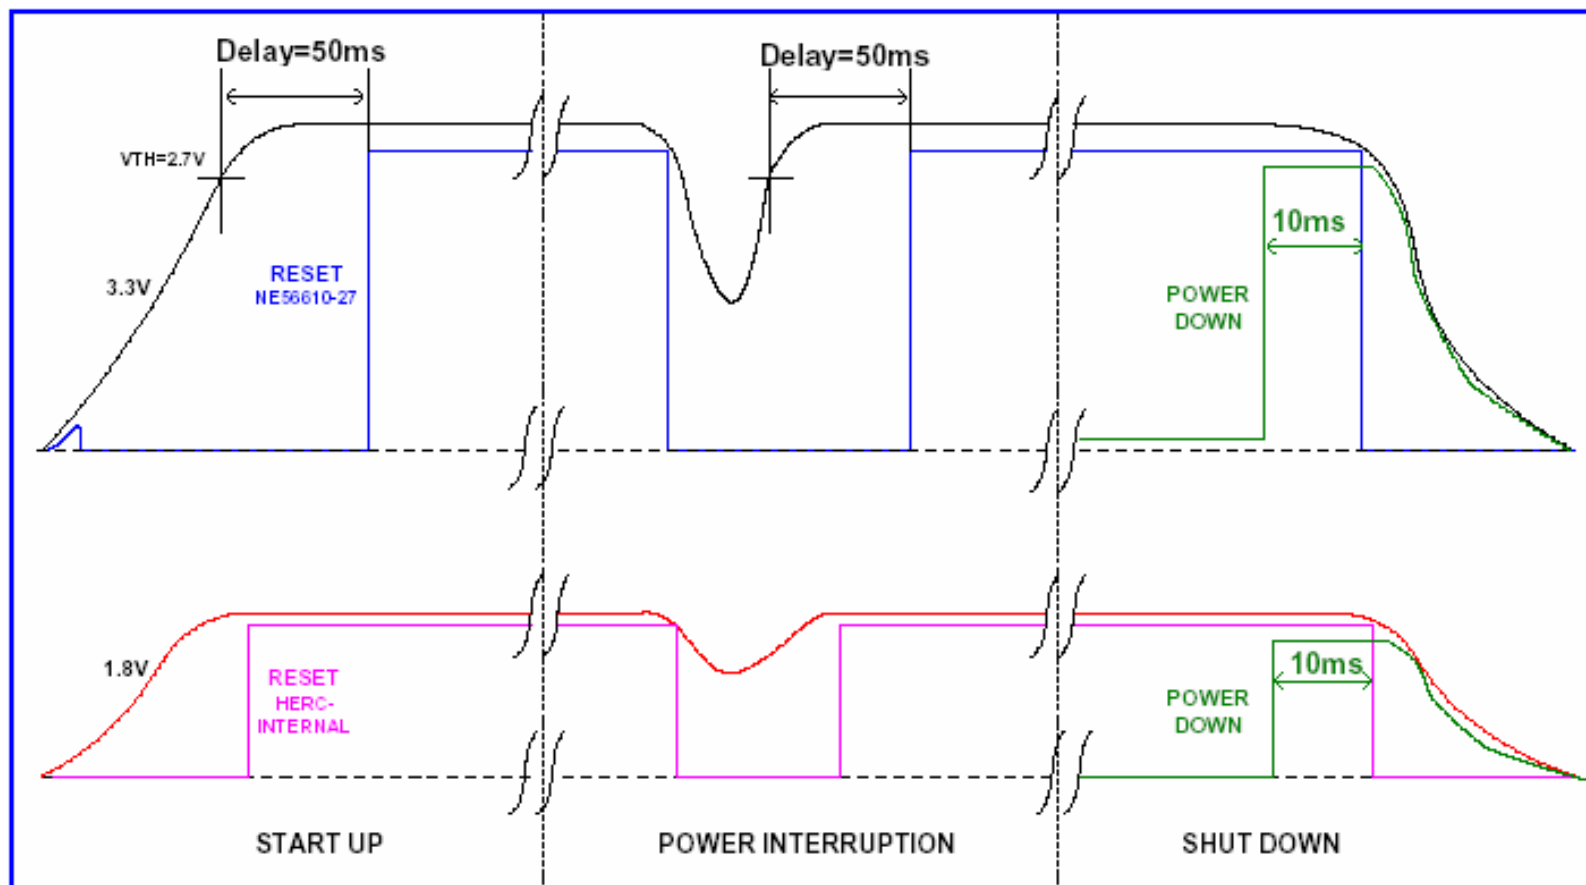 Delay=50ms
Delay=50ms
VTH=2.7V
3.3V
RESET
NE56610-27
10ms
POWER
DOWN
1.8V
RESET
HERC-
INTERNAL
10ms
POWER
DOWN
START UP
POWER INTERRUPTION
SHUT DOWN